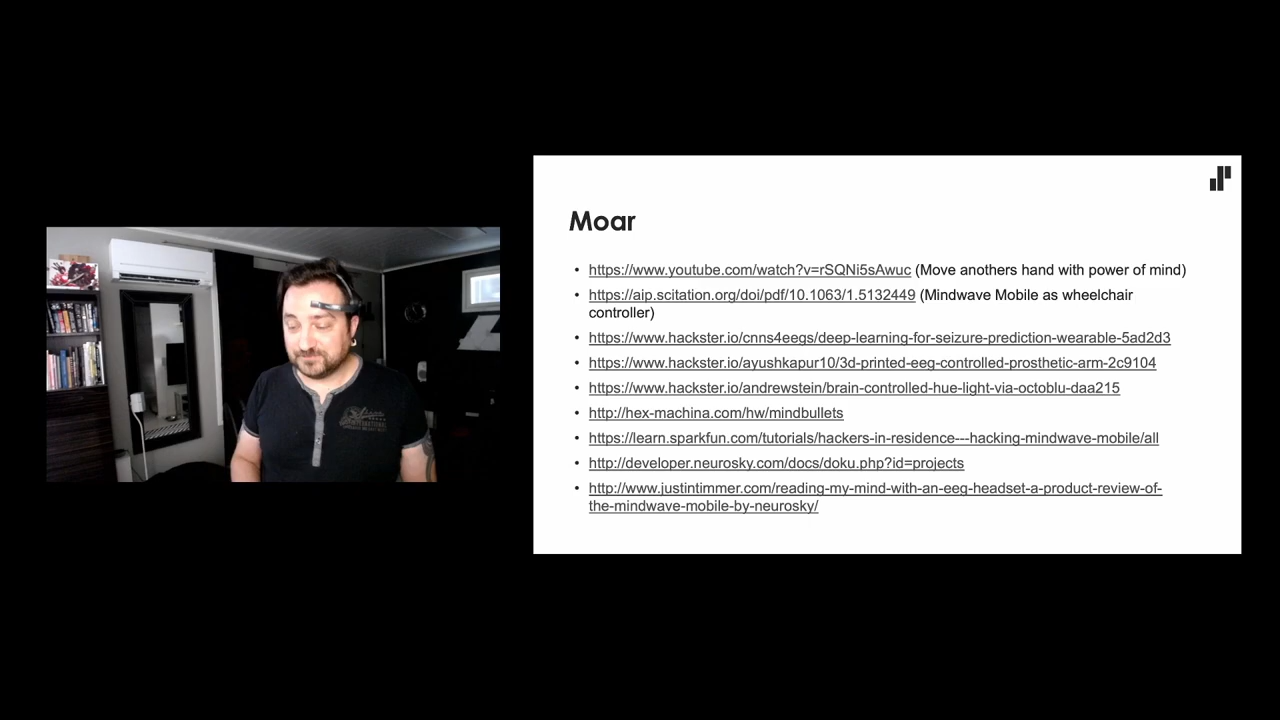 Moar
• https://www.youtube.com/watch?v=rSQNi5sAwuc (Move anothers hand with power of mind)
• https://aip.scitation.org/doi/pdf/10.1063/1.5132449 (Mindwave Mobile as wheelchair
controller)
• https://www.hackster.io/cnns4eegs/deep-learning-for-seizure-prediction-wearable-5ad2d3
• https://www.hackster.io/ayushkapur10/3d-printed-eeg-controlled-prosthetic-arm-2c9104
• https://www.hackster.io/andrewstein/brain-controlled-hue-light-via-octoblu-daa215
• http://hex-machina.com/hw/mindbullets
• https://learn.sparkfun.com/tutorials/hackers-in-residence---hacking-mindwave-mobile/all
• http://developer.neurosky.com/docs/doku.php?id=projects
• http://www.justintimmer.com/reading-my-mind-with-an-eeg-headset-a-product-review-of-
the-mindwave-mobile-by-neurosky/